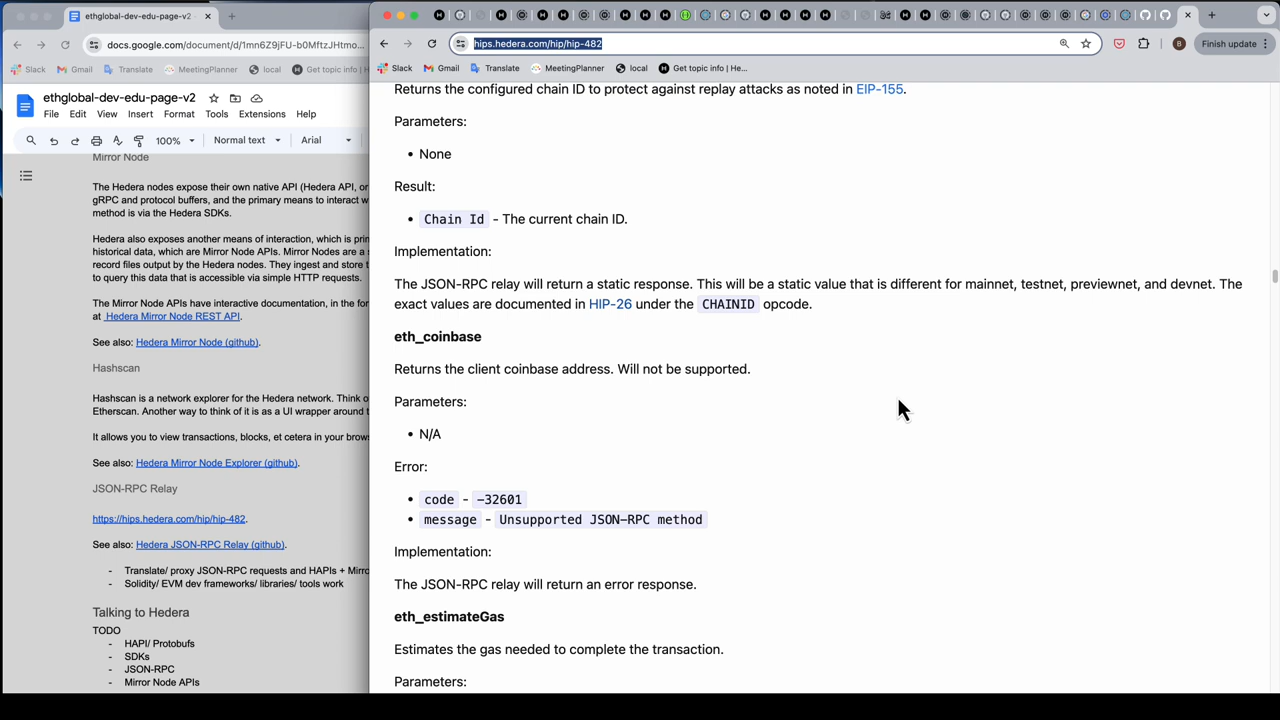 ethglobal-dev-edu-page-v2
docs.google.com/document/d/1mn6Z9jFU-b0MftzJHtmo...
Slack
Gmail
Translate
MeetingPlanner
local
Get topic info | H
ethglobal-dev-edu-page-v2
File Edit View Insert Format Tools Extensions Help
100%
Normal text
Arial
Mirror Node
The Hedera nodes expose their own native API (Hedera API, or
gRPC and protocol buffers, and the primary means to interact w
method is via the Hedera SDKs.
Hedera also exposes another means of interaction, which is prin
historical data, which are Mirror Node APIs. Mirror Nodes are a s
record files output by the Hedera nodes. They ingest and store t
to query this data that is accessible via simple HTTP requests.
The Mirror Node APIs have interactive documentation, in the for
at Hedera Mirror Node REST API.
See also: Hedera Mirror Node (github).
Hashscan
Hashscan is a network explorer for the Hedera network. Think o
Etherscan. Another way to think of it is as a UI wrapper around t
It allows you to view transactions, blocks, et cetera in your brows
See also: Hedera Mirror Node Explorer (github).
JSON-RPC Relay
https://hips.hedera.com/hip/hip-482.
See also: Hedera JSON-RPC Relay (github).
- Translate/ proxy JSON-RPC requests and HAPIs + Mirro
- Solidity/ EVM dev frameworks/ libraries/ tools work
Talking to Hedera
TODO
- HAPI/ Protobufs
- SDKs
- JSON-RPC
- Mirror Node APIs
hips.hedera.com/hip/hip-482
B
Finish update
Slack
Gmail
Translate
MeetingPlanner
local
Get topic info | He...
Returns the configured chain ID to protect against replay attacks as noted in EIP-155.
Parameters:
• None
Result:
• Chain Id - The current chain ID.
Implementation:
The JSON-RPC relay will return a static response. This will be a static value that is different for mainnet, testnet, previewnet, and devnet. The
exact values are documented in HIP-26 under the CHAINID opcode.
eth_coinbase
Returns the client coinbase address. Will not be supported.
Parameters:
• N/A
Error:
• code - -32601
• message - Unsupported JSON-RPC method
Implementation:
The JSON-RPC relay will return an error response.
eth_estimateGas
Estimates the gas needed to complete the transaction.
Parameters: